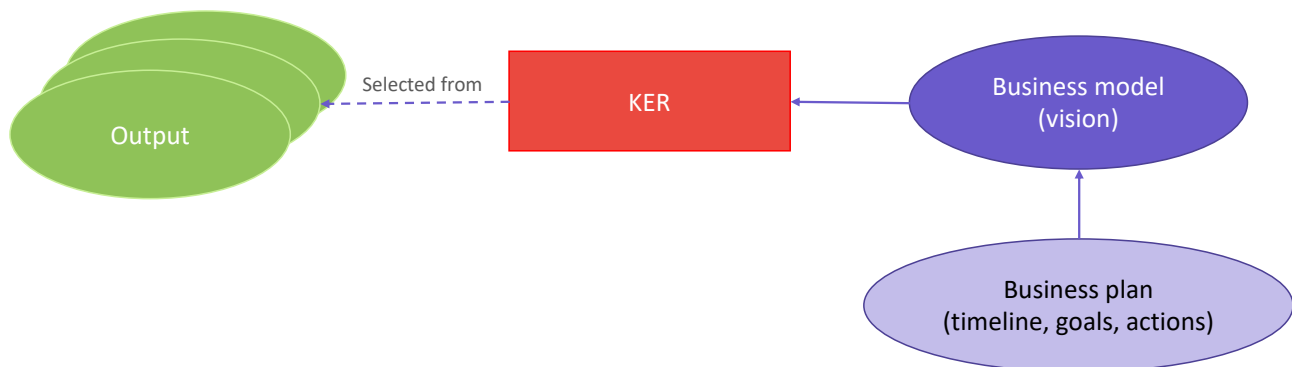 Output
Selected from
KER
Business model
(vision)
Business plan
(timeline, goals, actions)